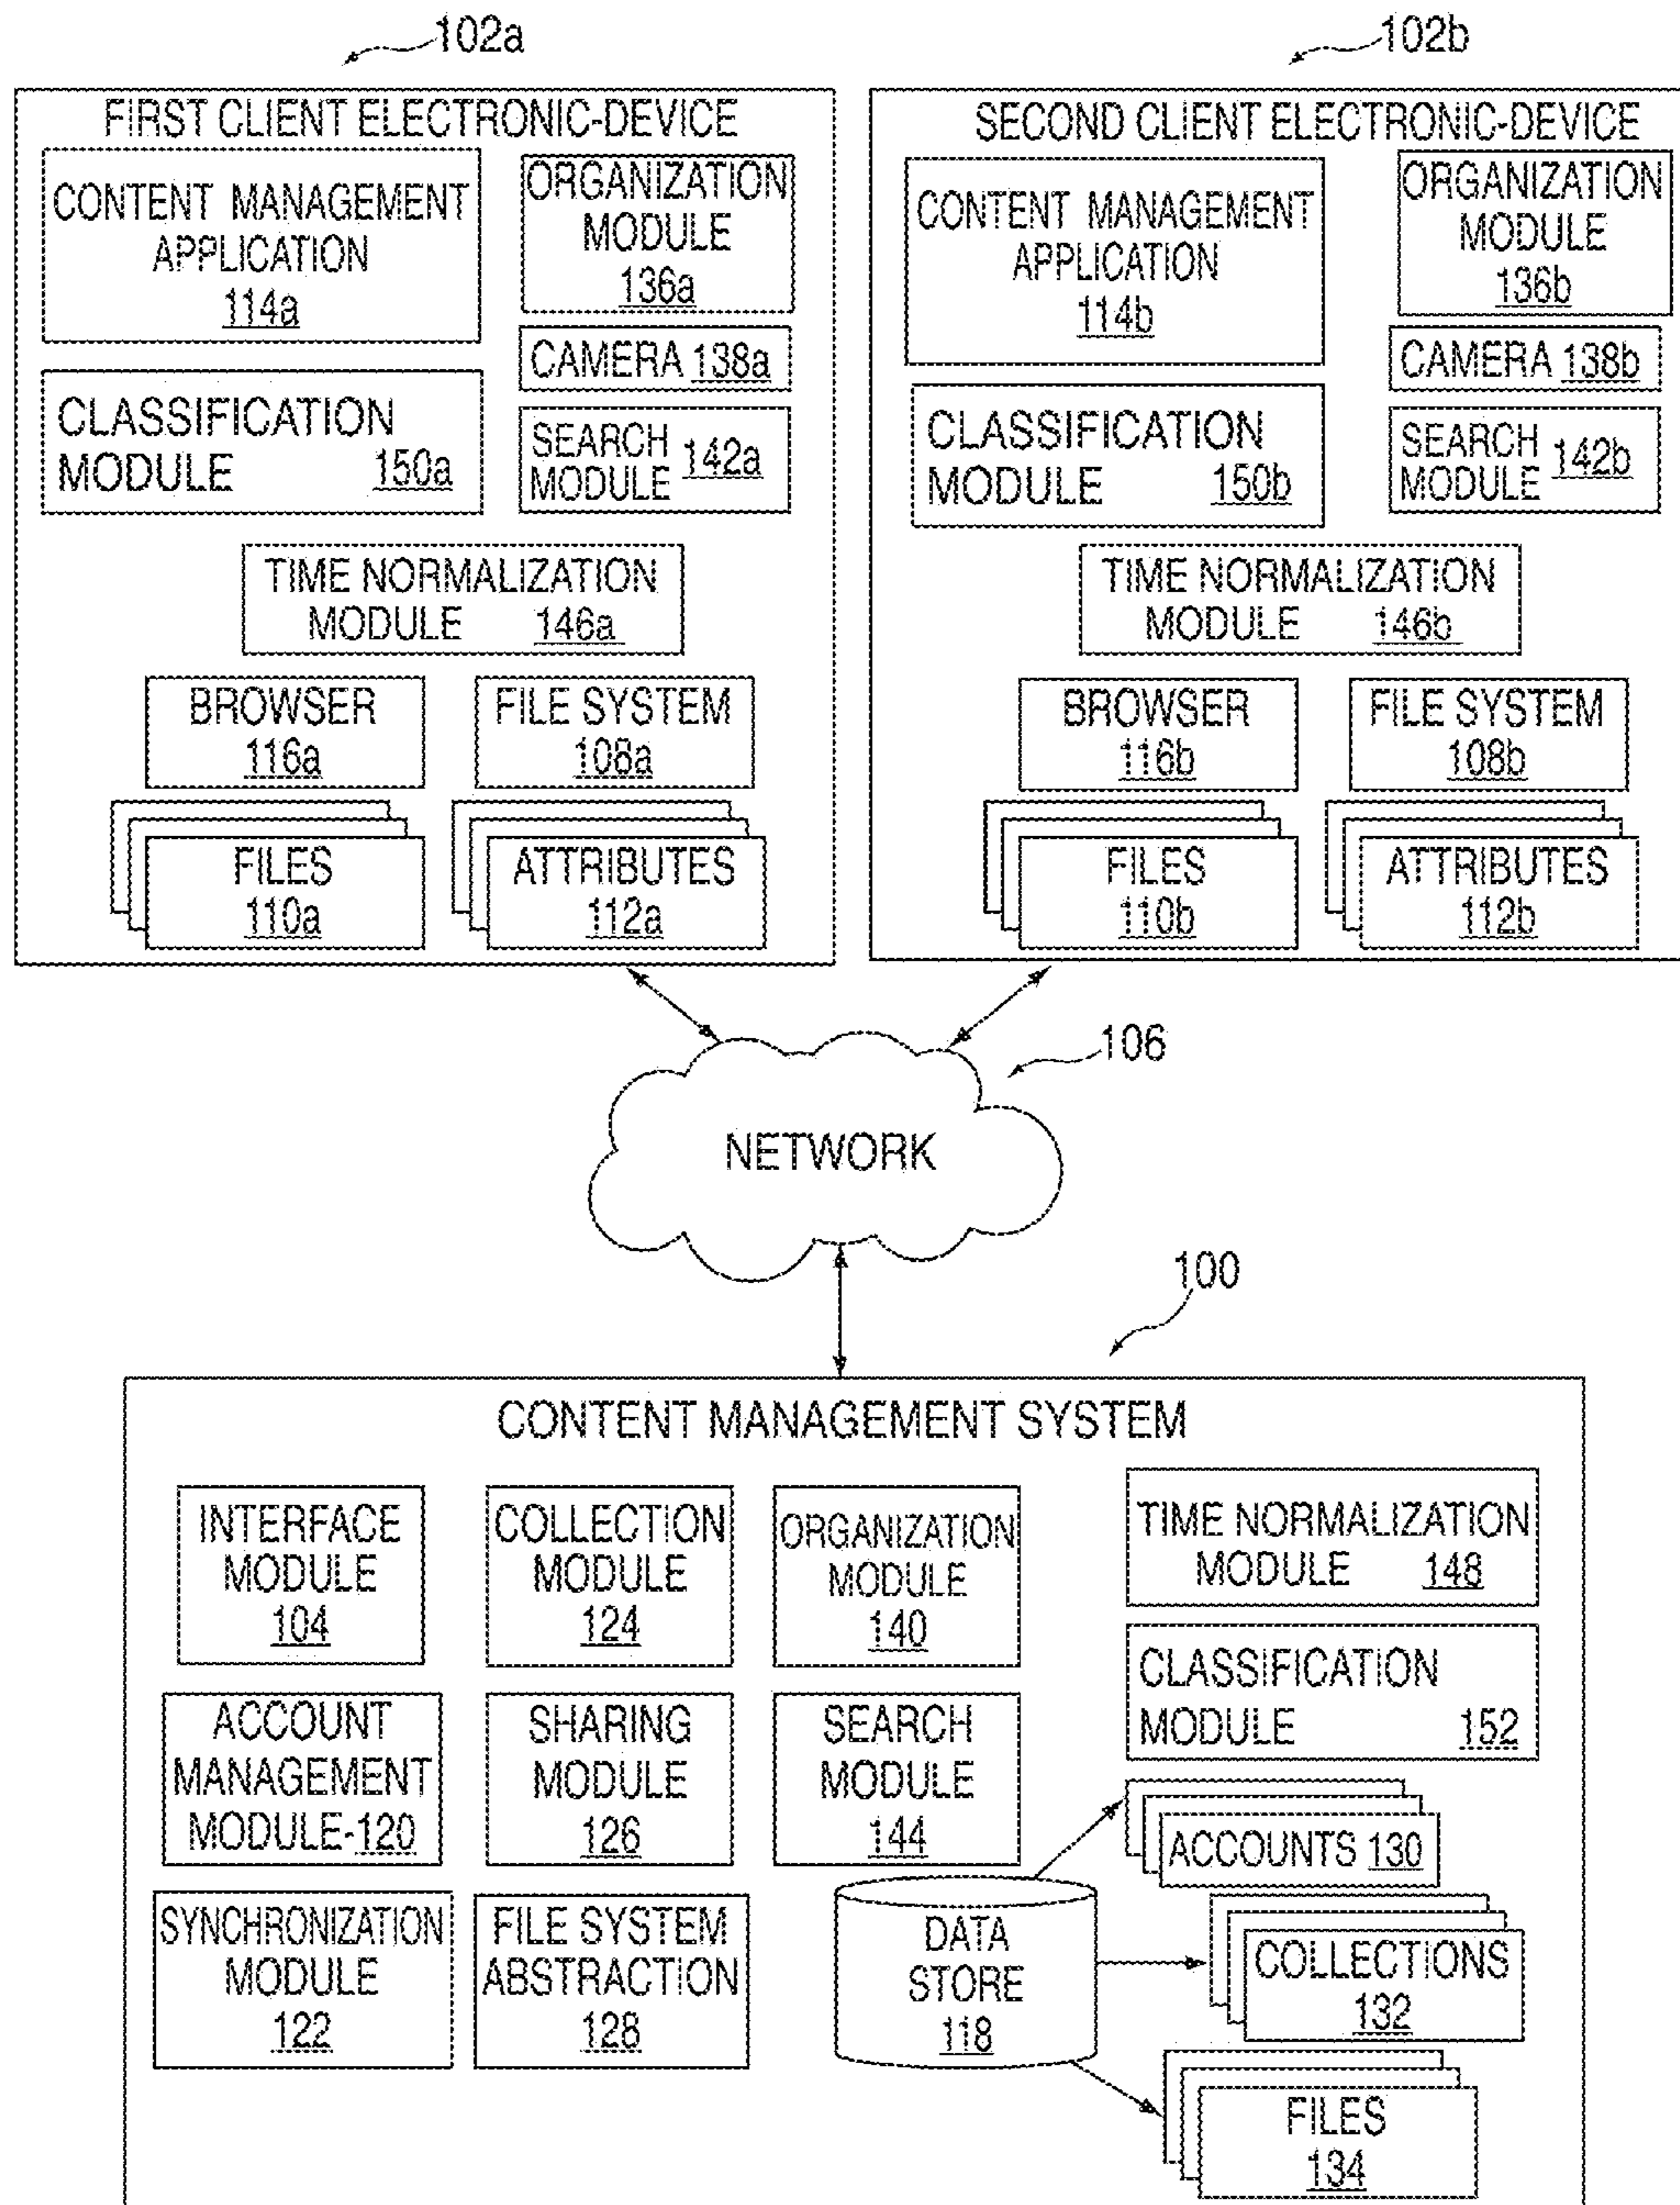 102a
102b
FIRST CLIENT ELECTRONIC-DEVICE
CONTENT MANAGEMENT
APPLICATION
114a
ORGANIZATION
MODULE
136a
CAMERA 138a
CLASSIFICATION
MODULE 150a
SEARCH
MODULE 142a
TIME NORMALIZATION
MODULE 146a
BROWSER
116a
FILE SYSTEM
108a
FILES
110a
ATTRIBUTES
112a
SECOND CLIENT ELECTRONIC-DEVICE
CONTENT MANAGEMENT
APPLICATION
114b
ORGANIZATION
MODULE
136b
CAMERA 138b
CLASSIFICATION
MODULE 150b
SEARCH
MODULE 142b
TIME NORMALIZATION
MODULE 146b
BROWSER
116b
FILE SYSTEM
108b
FILES
110b
ATTRIBUTES
112b
106
NETWORK
100
CONTENT MANAGEMENT SYSTEM
INTERFACE
MODULE
104
COLLECTION
MODULE
124
ORGANIZATION
MODULE
140
TIME NORMALIZATION
MODULE 148
CLASSIFICATION
MODULE 152
ACCOUNT
MANAGEMENT
MODULE-120
SHARING
MODULE
126
SEARCH
MODULE
144
ACCOUNTS 130
SYNCHRONIZATION
MODULE
122
FILE SYSTEM
ABSTRACTION
128
DATA
STORE
118
COLLECTIONS
132
FILES
134